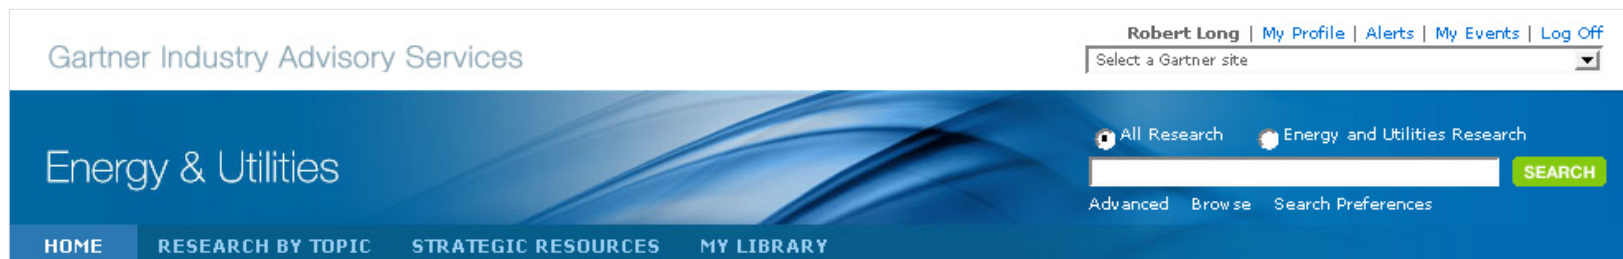 Robert Long | My Profile | Alerts | My Events | Log Off
Gartner Industry Advisory Services
Select a Gartner site
All Research Energy and Utilities Research
Energy & Utilities
SEARCH
Advanced Browse Search Preferences
HOME RESEARCH BY TOPIC STRATEGIC RESOURCES MY LIBRARY